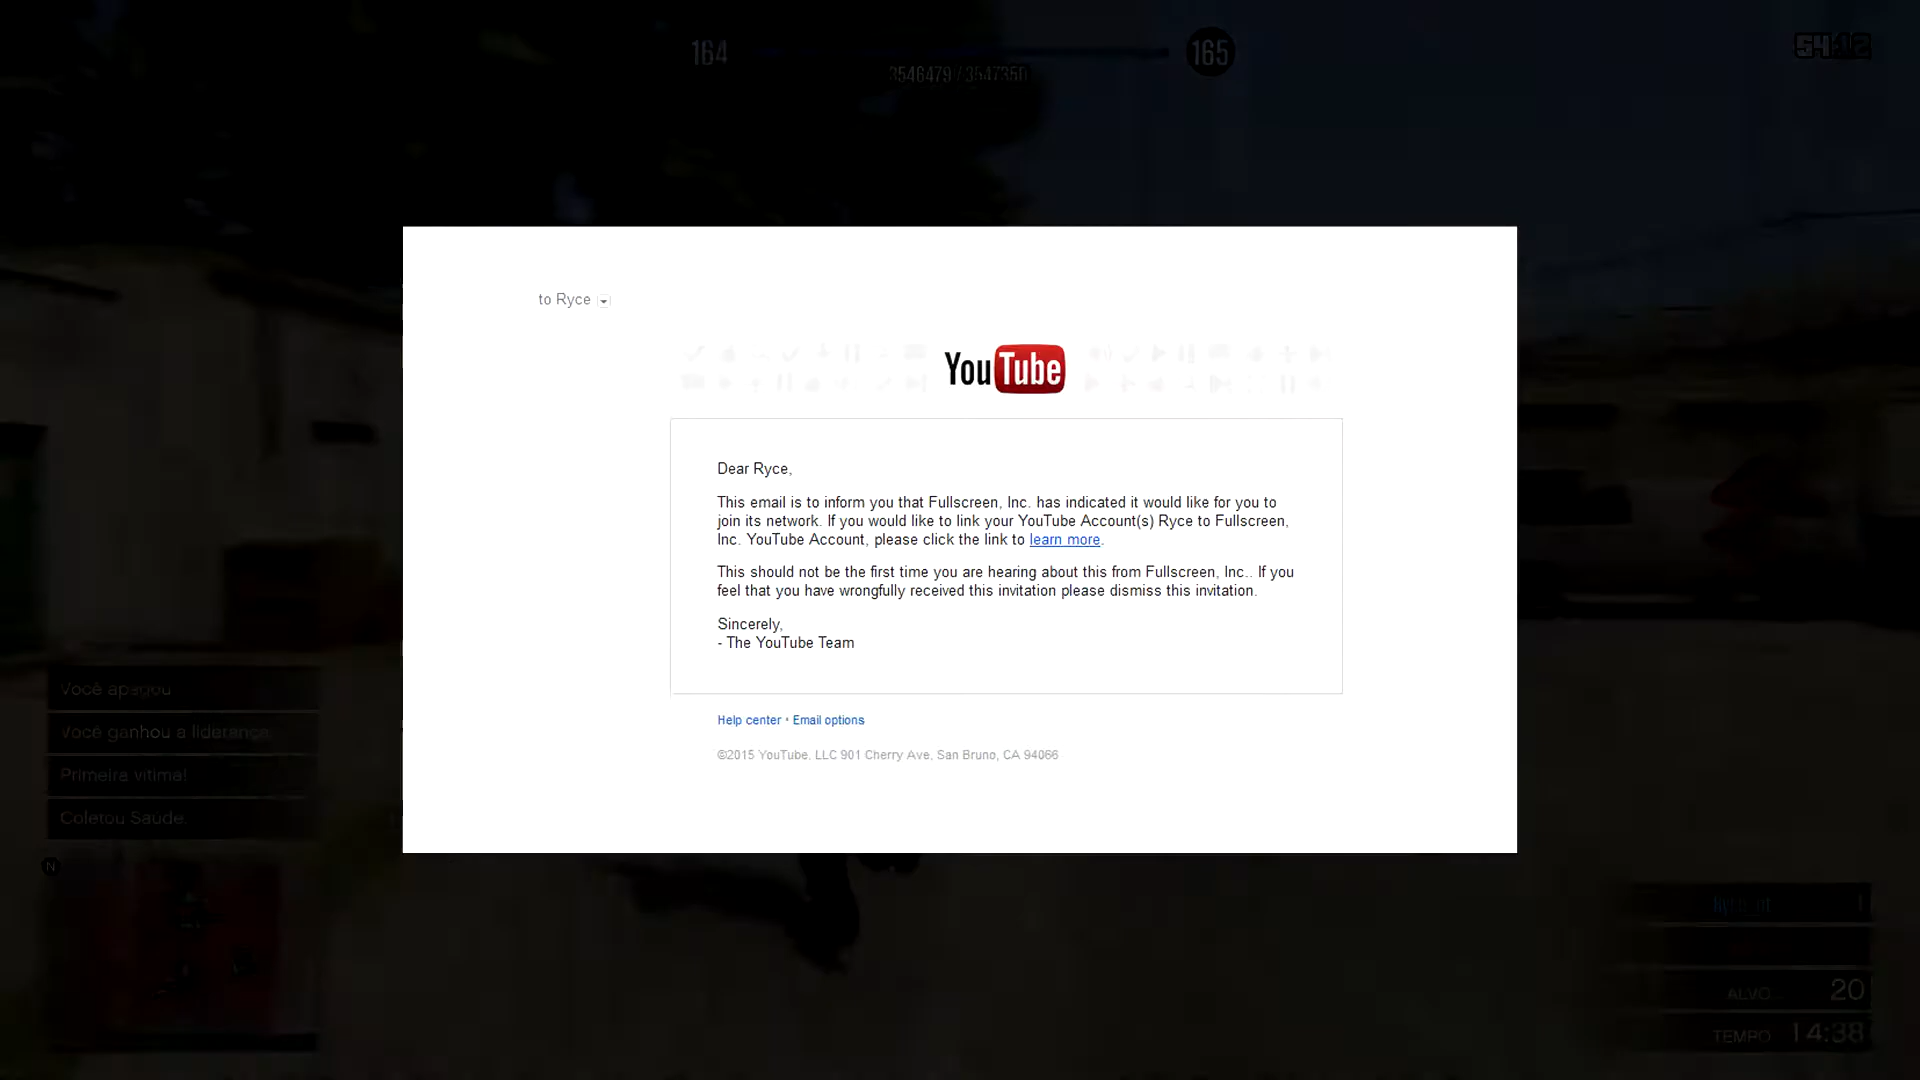 164
165
3546479 / 3547350
to Ryce
YouTube
Dear Ryce,
This email is to inform you that Fullscreen, Inc. has indicated it would like for you to
join its network. If you would like to link your YouTube Account(s) Ryce to Fullscreen,
Inc. YouTube Account, please click the link to learn more.
This should not be the first time you are hearing about this from Fullscreen, Inc.. If you
feel that you have wrongfully received this invitation please dismiss this invitation.
Sincerely,
- The YouTube Team
Help center • Email options
©2015 YouTube, LLC 901 Cherry Ave, San Bruno, CA 94066
Você apagou
Você ganhou a liderança.
Primeira vítima!
Coletou Saúde.
N
1
ALVO 20
TEMPO 14:38